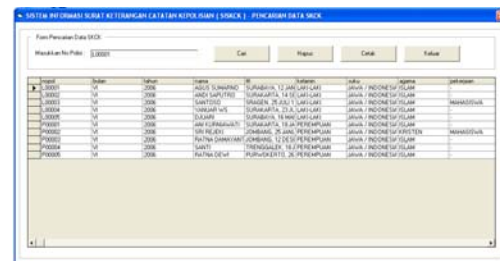 SISTEM INFORMASI SURAT KETERANGAN CATATAN KEPOLISIAN [ SISKCK ] - PENCARIAN DATA SKCK
Form Pencarian Data SKCK
Masukkan No Polisi : L00001 Cari Hapus Cetak Keluar
nopol bulan tahun nama ttl kelamin suku agama pekerjaan
L00001 VI 2006 AGUS SUMARNO SURABAYA, 12 JAN LAKI-LAKI JAWA / INDONESIA ISLAM -
L00002 VI 2006 ANDI SAPUTRO SURAKARTA, 14 SE LAKI-LAKI JAWA / INDONESIA ISLAM -
L00003 VI 2006 SANTOSO SRAGEN, 25 JULI 1 LAKI-LAKI JAWA / INDONESIA ISLAM MAHASISWA
L00004 VI 2006 YANUAR WS SURAKARTA, 23 JL LAKI-LAKI JAWA / INDONESIA ISLAM -
L00005 VI 2006 DJUARI SURABAYA, 16 MAR LAKI-LAKI JAWA / INDONESIA ISLAM -
P00001 VI 2006 ANI KURNIAWATI SURAKARTA, 18 JA PEREMPUAN JAWA / INDONESIA ISLAM -
P00002 VI 2006 SRI REJEKI JOMBANG, 25 JAN PEREMPUAN JAWA / INDONESIA KRISTEN MAHASISWA
P00003 VI 2006 RATNA DAMAYANTI JOMBANG, 12 DESE PEREMPUAN JAWA / INDONESIA ISLAM -
P00004 VI 2006 SANTI TRENGGALEK, 16 J PEREMPUAN JAWA / INDONESIA ISLAM -
P00005 VI 2006 RATNA DEWI PURWOKERTO, 26 PEREMPUAN JAWA / INDONESIA ISLAM -